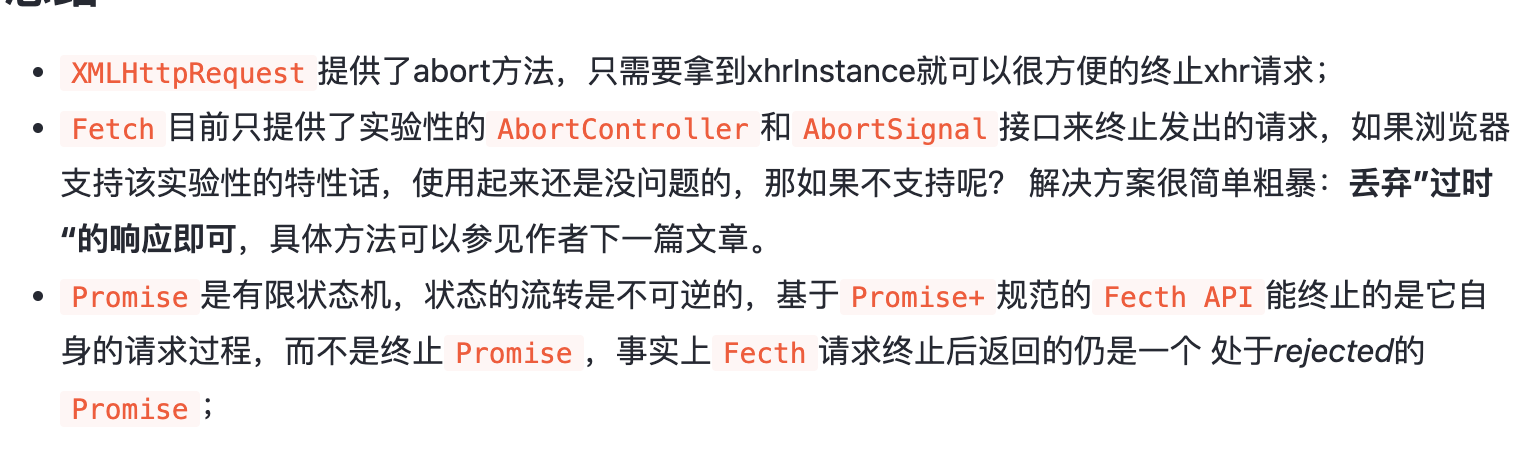 XMLHttpRequest 提供了abort方法，只需要拿到xhrInstance就可以很方便的终止xhr请求；
Fetch 目前只提供了实验性的 AbortController 和 AbortSignal 接口来终止发出的请求，如果浏览器
支持该实验性的特性话，使用起来还是没问题的，那如果不支持呢？ 解决方案很简单粗暴：丢弃”过时
“的响应即可，具体方法可以参见作者下一篇文章。
Promise 是有限状态机，状态的流转是不可逆的，基于 Promise+ 规范的 Fecth API 能终止的是它自
身的请求过程，而不是终止 Promise ，事实上 Fecth 请求终止后返回的仍是一个 处于rejected的
Promise ；